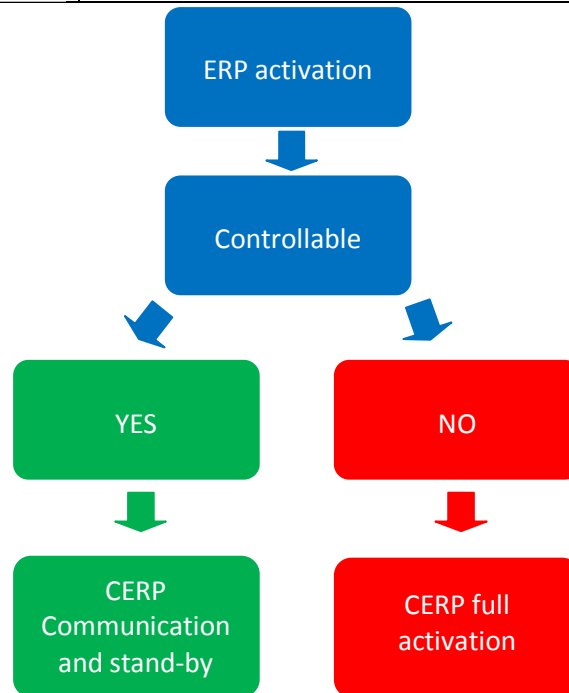 ERP activation
Controllable
YES
NO
CERP
Communication
and stand-by
CERP full
activation